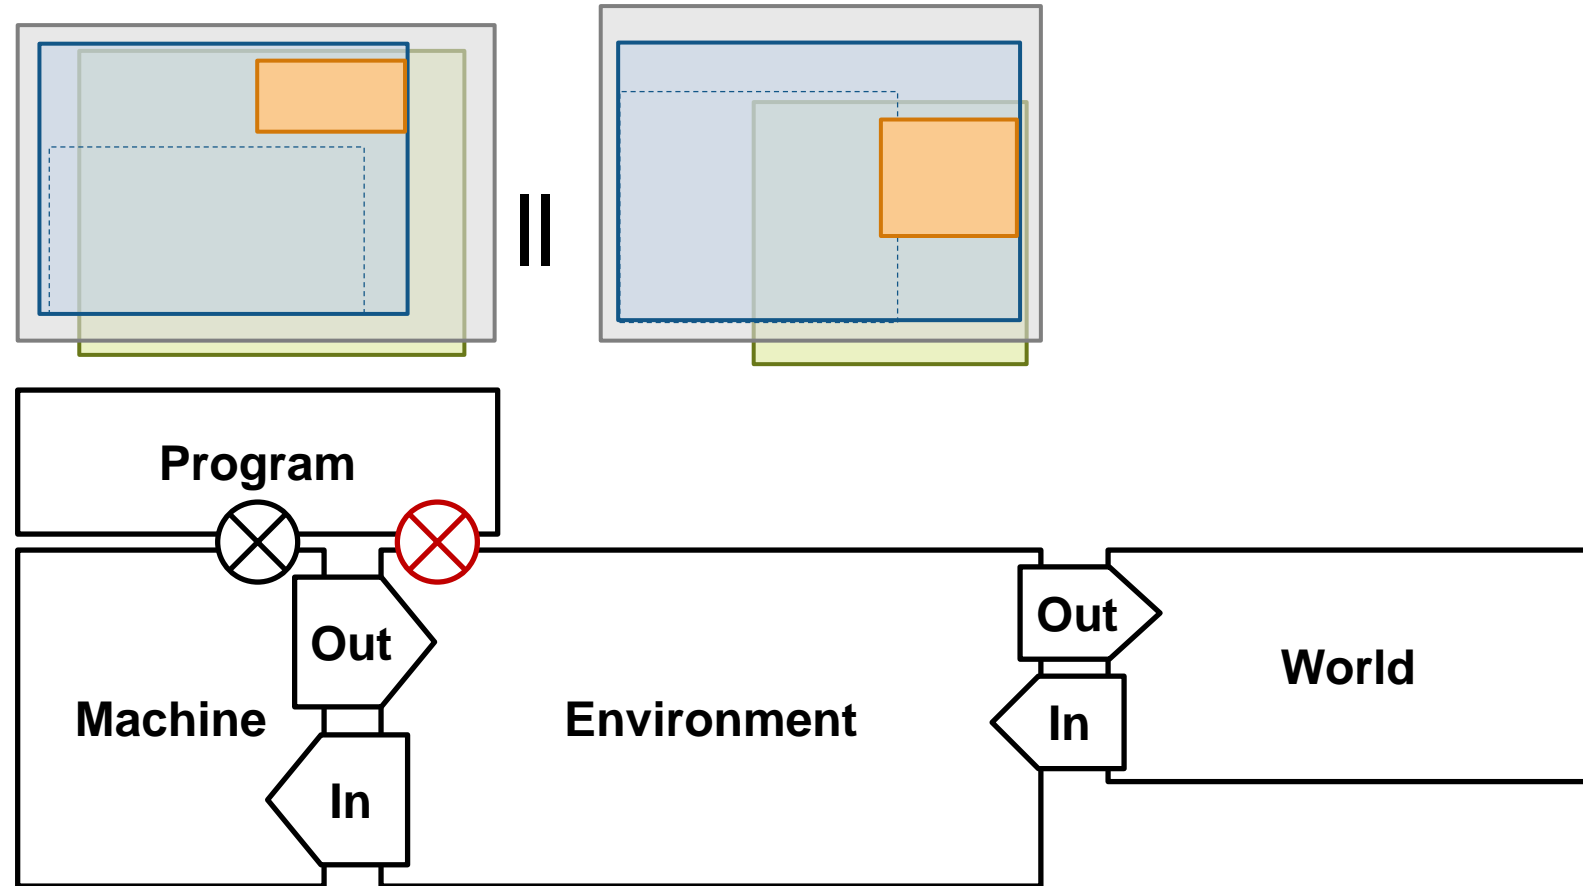 Program
Out
Out
World
Machine
Environment
In
In